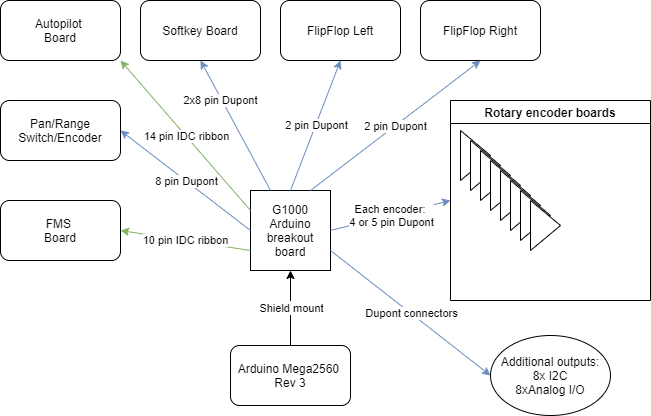 Autopilot
Board
Softkey Board
FlipFlop Left
FlipFlop Right
2x8 pin Dupont
Pan/Range
Switch/Encoder
14 pin IDC ribbon
2 pin Dupont
2 pin Dupont
Rotary encoder boards
8 pin Dupont
FMS
Board
G1000
Arduino
breakout
board
Each encoder:
4 or 5 pin Dupont
10 pin IDC ribbon
Shield mount
Dupont connectors
Arduino Mega2560
Rev 3
Additional outputs:
8x I2C
8xAnalog I/O